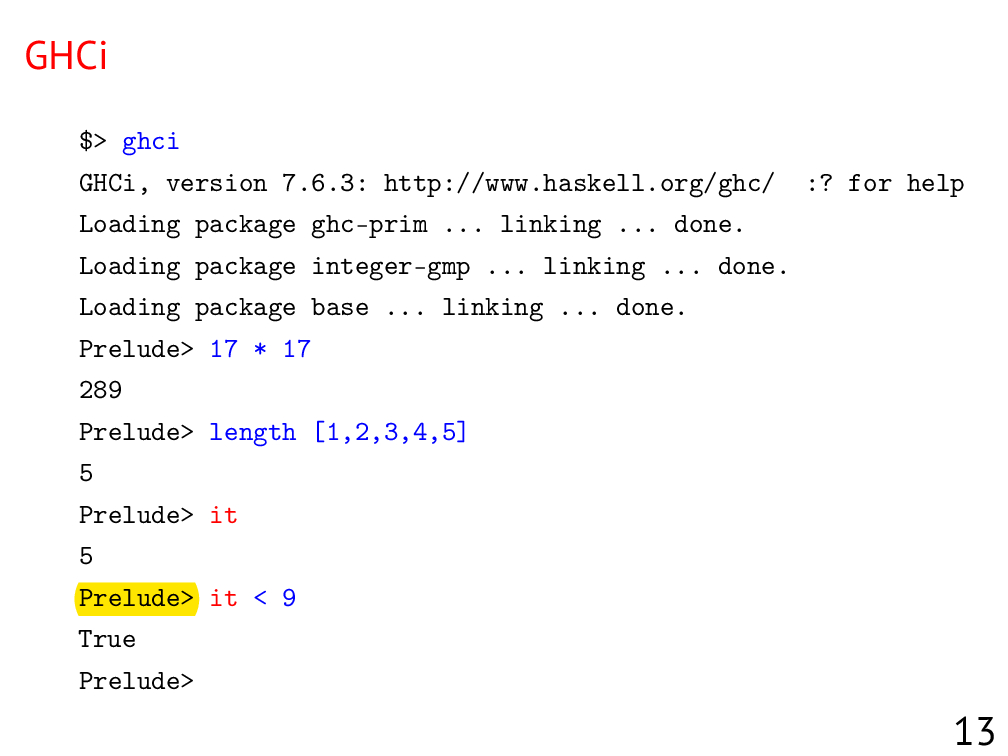 GHCi
$> ghci
GHCi, version 7.6.3: http://www.haskell.org/ghc/  :? for help
Loading package ghc-prim ... linking ... done.
Loading package integer-gmp ... linking ... done.
Loading package base ... linking ... done.
Prelude> 17 * 17
289
Prelude> length [1,2,3,4,5]
5
Prelude> it
5
Prelude> it < 9
True
Prelude>
13